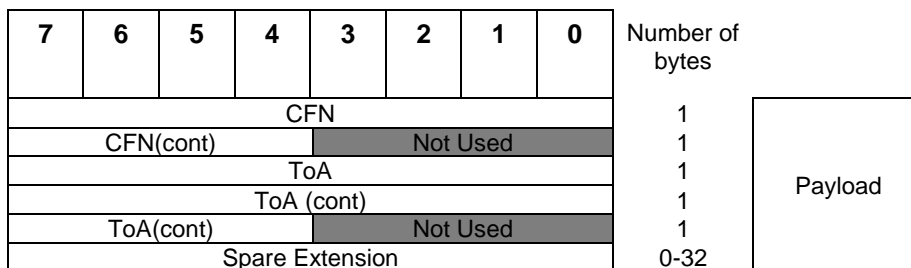 7 6 5 4 3 2 1 0 Number of
bytes
CFN 1
CFN(cont) Not Used 1
ToA 1
ToA (cont) 1
Payload
ToA(cont) Not Used 1
Spare Extension 0-32